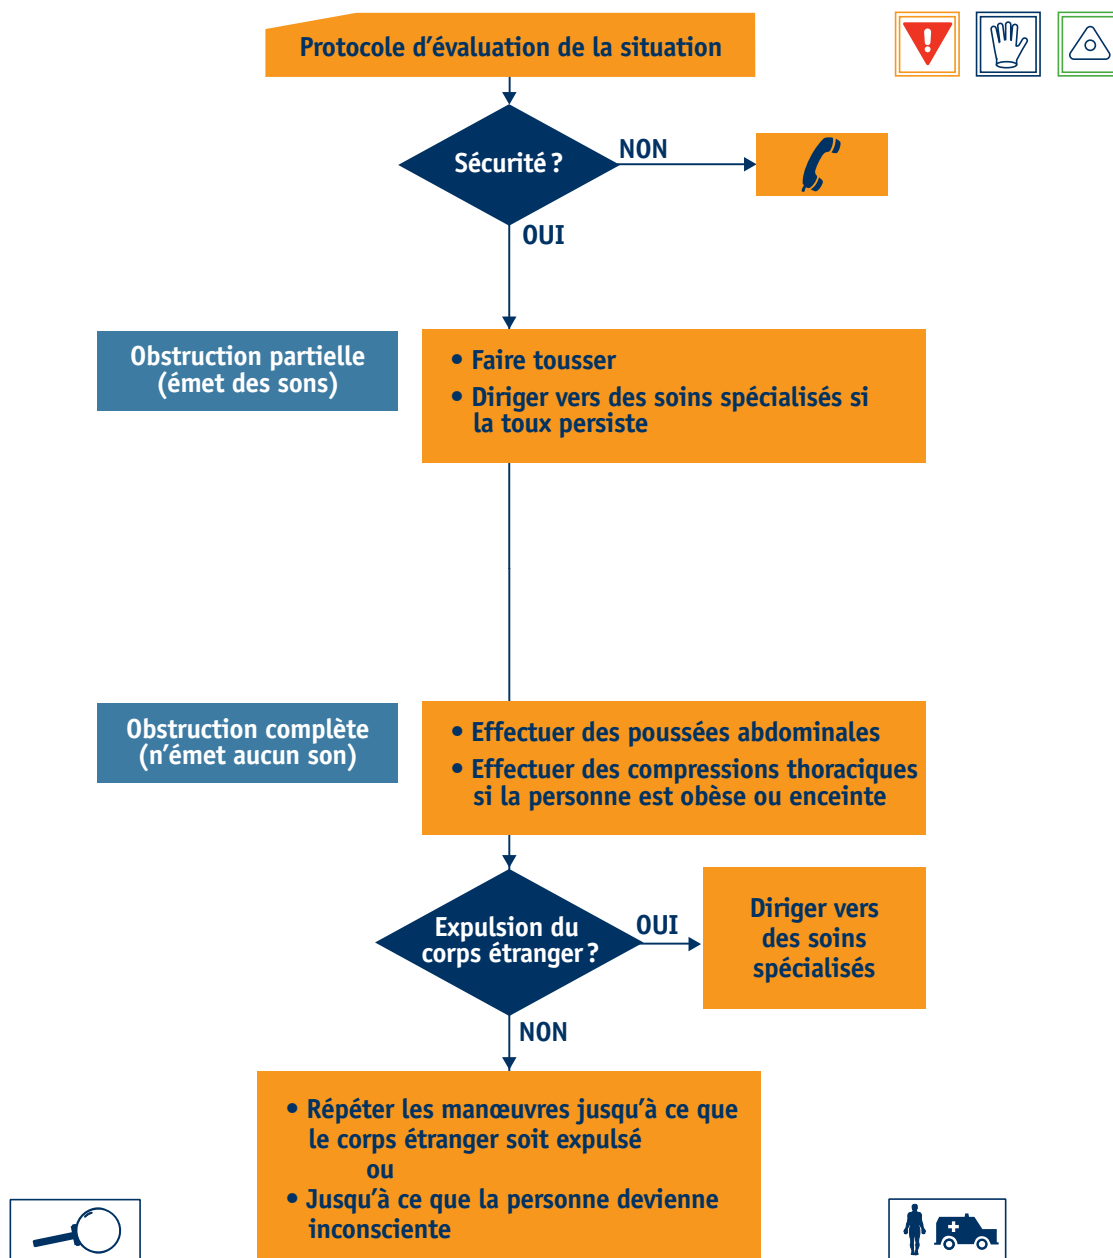 Protocole d'évaluation de la situation
!
Sécurité ?
NON
OUI
Obstruction partielle
(émet des sons)
• Faire tousser
• Diriger vers des soins spécialisés si
la toux persiste
Obstruction complète
(n'émet aucun son)
• Effectuer des poussées abdominales
• Effectuer des compressions thoraciques
si la personne est obèse ou enceinte
Expulsion du
corps étranger ?
OUI
Diriger vers
des soins
spécialisés
NON
• Répéter les manœuvres jusqu'à ce que
le corps étranger soit expulsé
ou
• Jusqu'à ce que la personne devienne
inconsciente